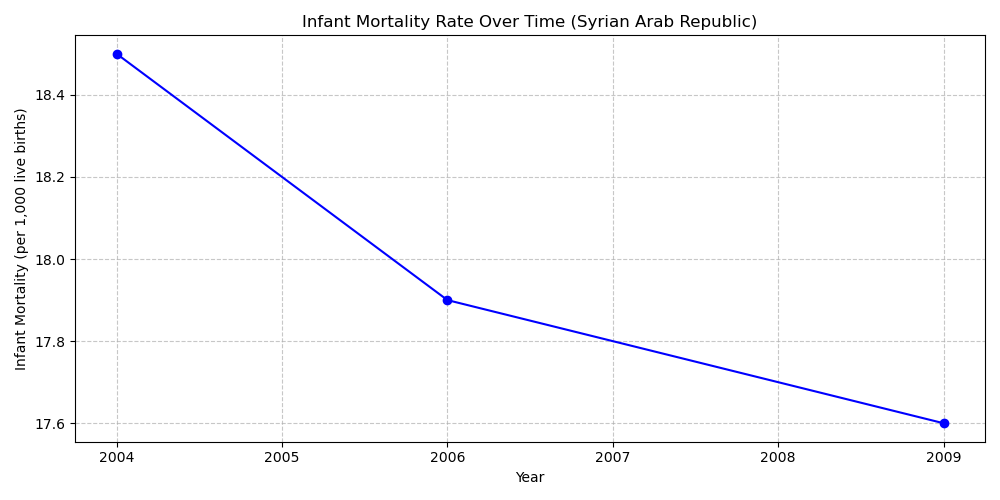 Infant Mortality Rate Over Time (Syrian Arab Republic)
Infant Mortality (per 1,000 live births)
18.4
18.2
18.0
17.8
17.6
2004 2005 2006 2007 2008 2009
Year